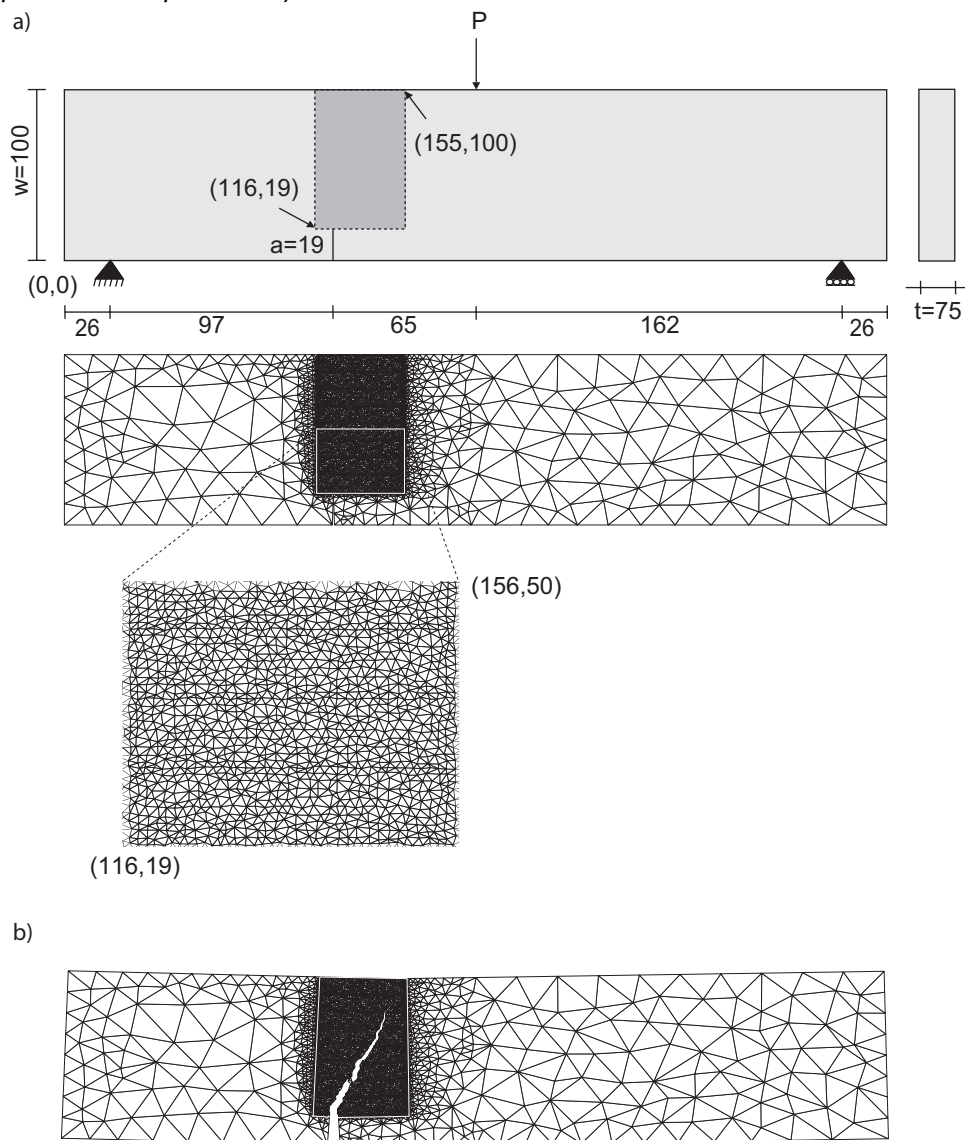 a)
P
w=100
(155,100)
(116,19)
a=19
(0,0)
t=75
26
97
65
162
26
(156,50)
(116,19)
b)